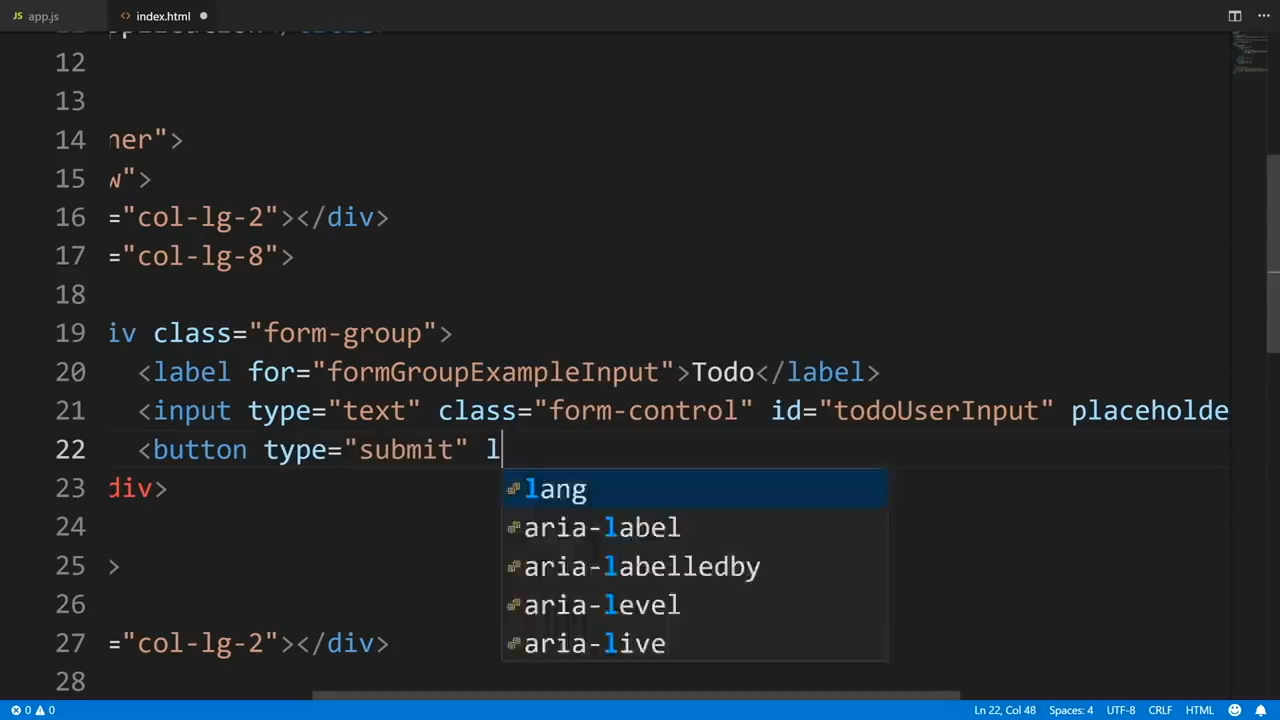 JS app.js
<> index.html
12
13
14 ner">
15 w">
16 ="col-lg-2"></div>
17 ="col-lg-8">
18
19 iv class="form-group">
20 <label for="formGroupExampleInput">Todo</label>
21 <input type="text" class="form-control" id="todoUserInput" placeholde
22 <button type="submit" l
lang
23 div>
aria-label
24
aria-labelledby
25 >
aria-level
26
aria-live
27 ="col-lg-2"></div>
28
0 0
Ln 22, Col 48 Spaces: 4 UTF-8 CRLF HTML